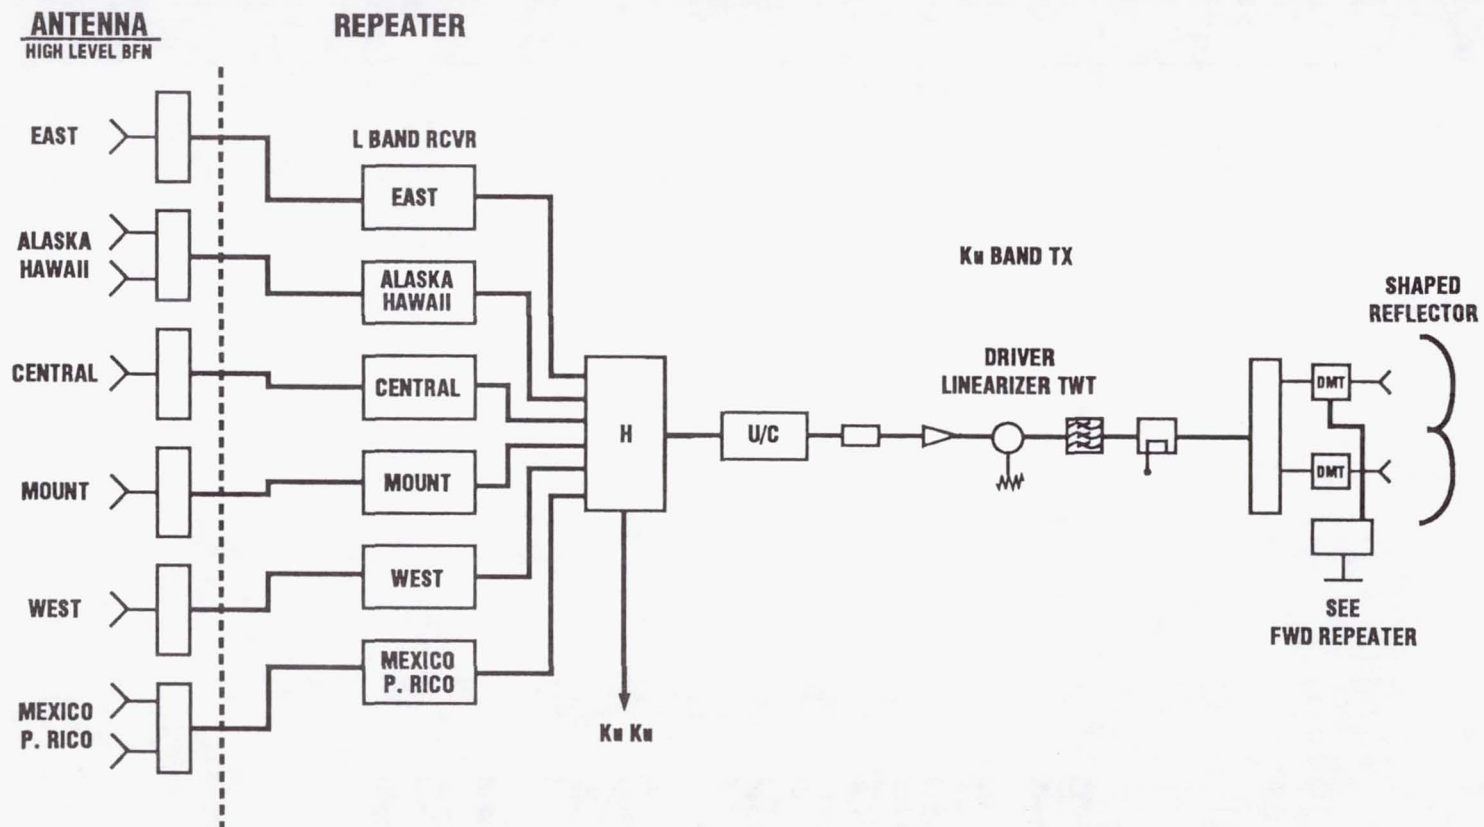 ANTENNA
HIGH LEVEL BFN
REPEATER
EAST
ALASKA
HAWAII
CENTRAL
MOUNT
WEST
MEXICO
P. RICO
L BAND RCVR
EAST
ALASKA
HAWAII
CENTRAL
MOUNT
WEST
MEXICO
P. RICO
H
Ku Ku
U/C
Ku BAND TX
DRIVER
LINEARIZER TWT
DMT
DMT
SHAPED
REFLECTOR
SEE
FWD REPEATER